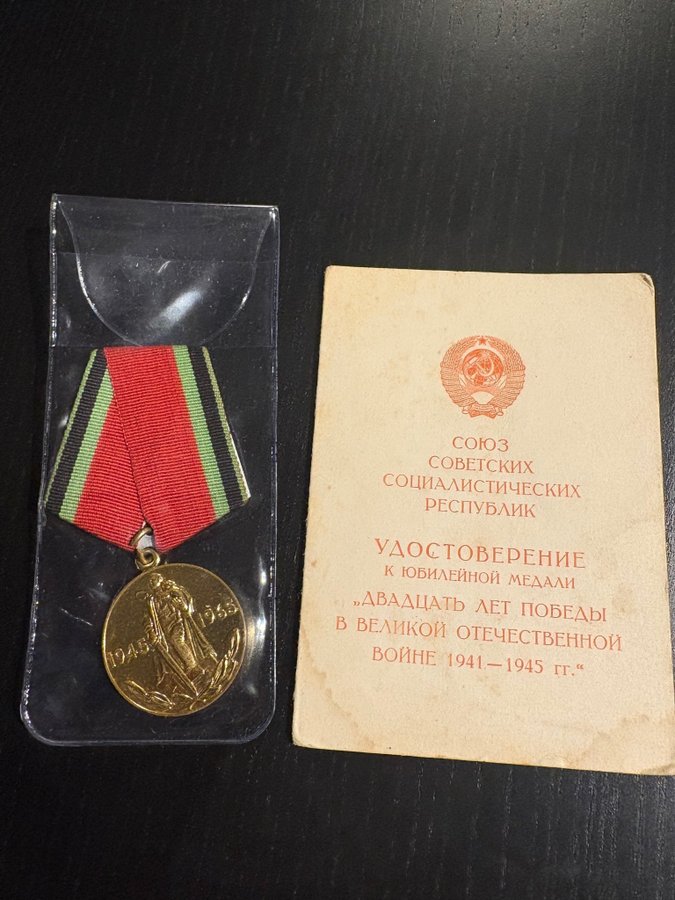 1945 1965
СОЮЗ
СОВЕТСКИХ
СОЦИАЛИСТИЧЕСКИХ
РЕСПУБЛИК
УДОСТОВЕРЕНИЕ
К ЮБИЛЕЙНОЙ МЕДАЛИ
„ДВАДЦАТЬ ЛЕТ ПОБЕДЫ
В ВЕЛИКОЙ ОТЕЧЕСТВЕННОЙ
ВОЙНЕ 1941—1945 гг.“